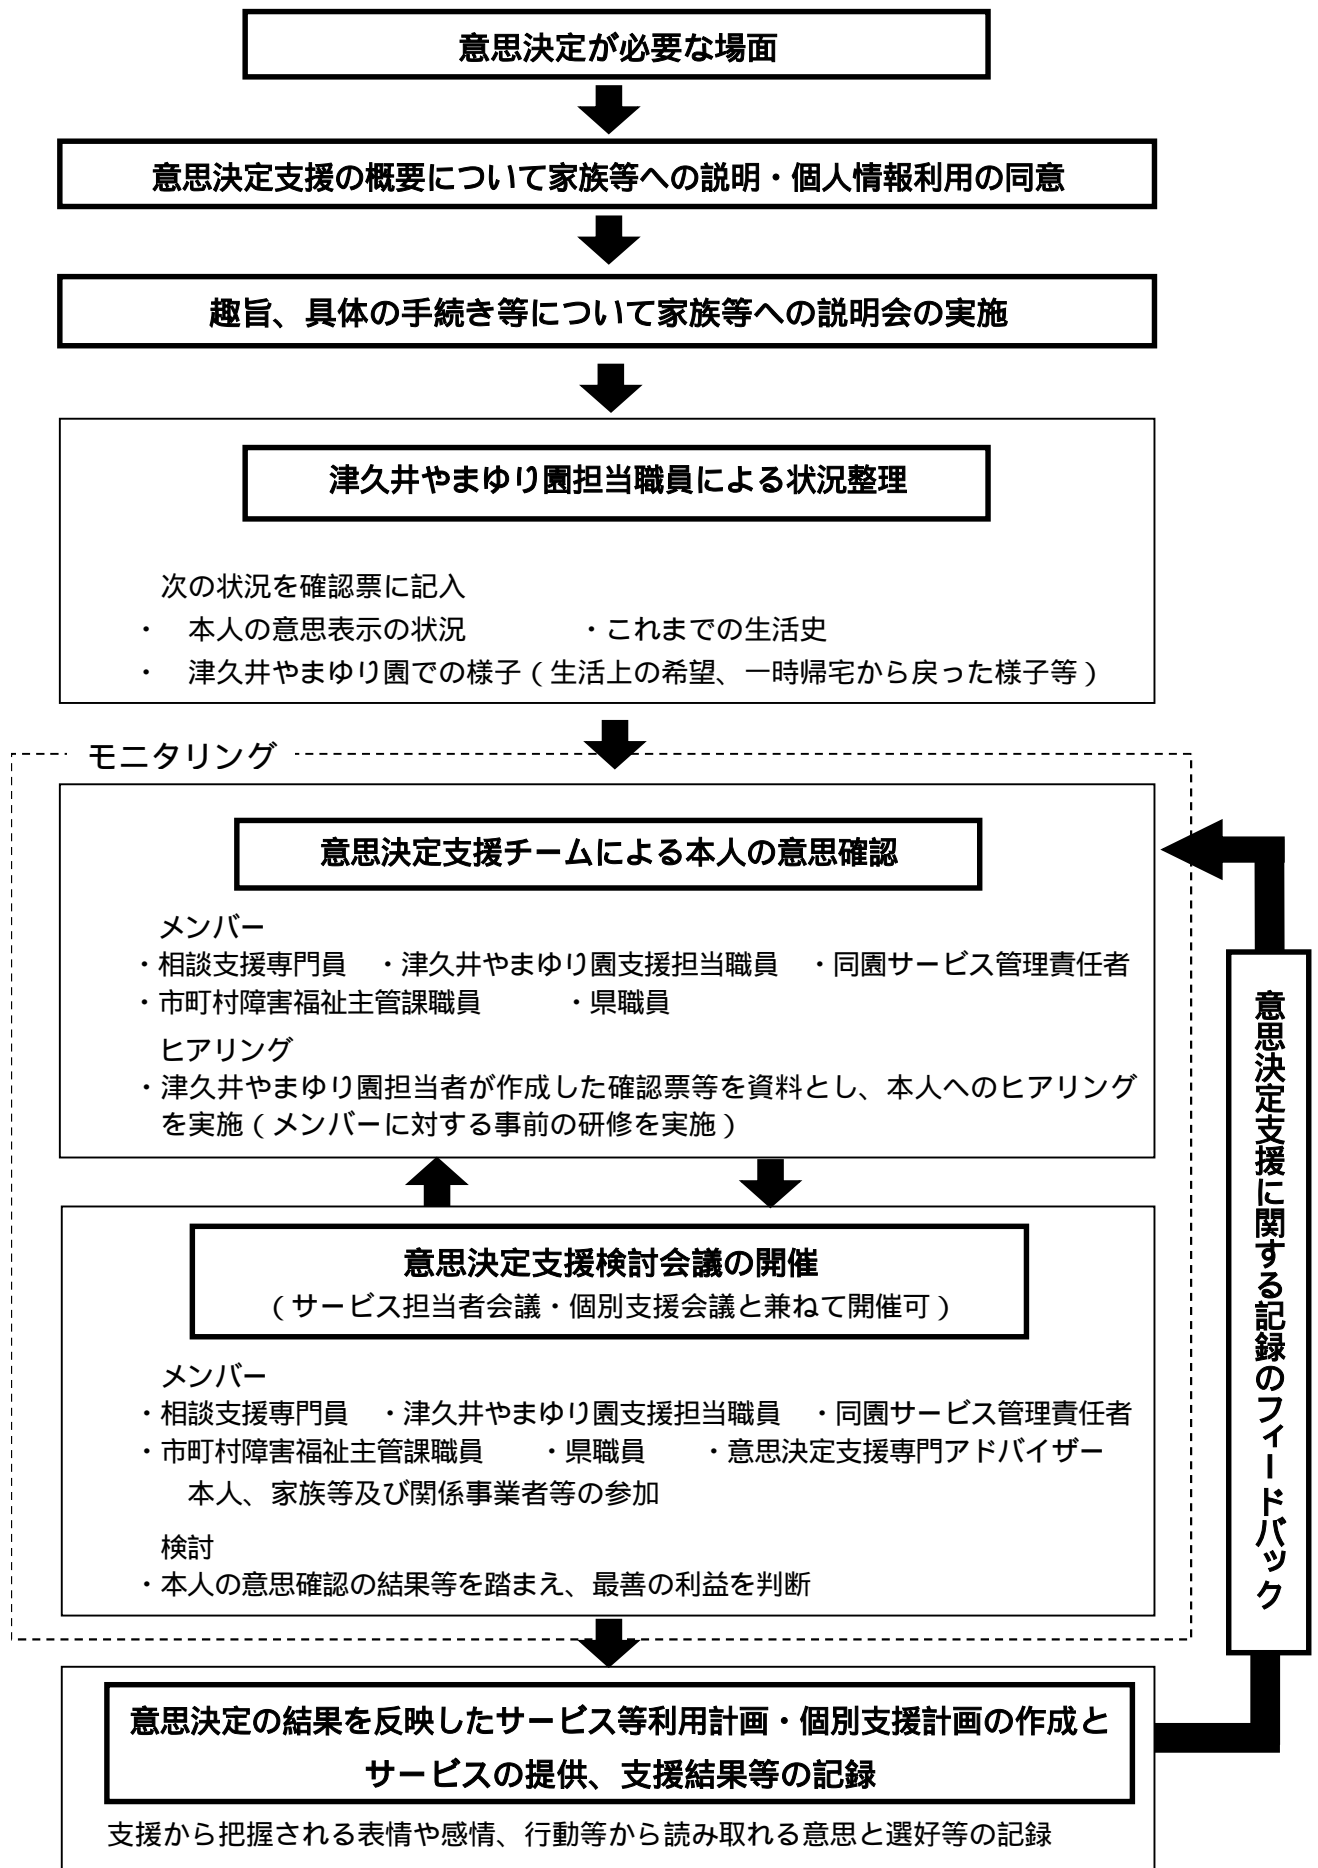 意思決定が必要な場面
意思決定支援の概要について家族等への説明・個人情報利用の同意
趣旨、具体の手続き等について家族等への説明会の実施
津久井やまゆり園担当職員による状況整理
次の状況を確認票に記入
・ 本人の意思表示の状況 ・これまでの生活史
・ 津久井やまゆり園での様子(生活上の希望、一時帰宅から戻った様子等)
モニタリング
意思決定支援チームによる本人の意思確認
メンバー
・相談支援専門員 ・津久井やまゆり園支援担当職員 ・同園サービス管理責任者
・市町村障害福祉主管課職員 ・県職員
ヒアリング
・津久井やまゆり園担当者が作成した確認票等を資料とし、本人へのヒアリング
を実施(メンバーに対する事前の研修を実施)
意思決定支援検討会議の開催
(サービス担当者会議・個別支援会議と兼ねて開催可)
メンバー
・相談支援専門員 ・津久井やまゆり園支援担当職員 ・同園サービス管理責任者
・市町村障害福祉主管課職員 ・県職員 ・意思決定支援専門アドバイザー
本人、家族等及び関係事業者等の参加
検討
・本人の意思確認の結果等を踏まえ、最善の利益を判断
意思決定の結果を反映したサービス等利用計画・個別支援計画の作成と
サービスの提供、支援結果等の記録
支援から把握される表情や感情、行動等から読み取れる意思と選好等の記録
意思決定支援に関する記録のフィードバック